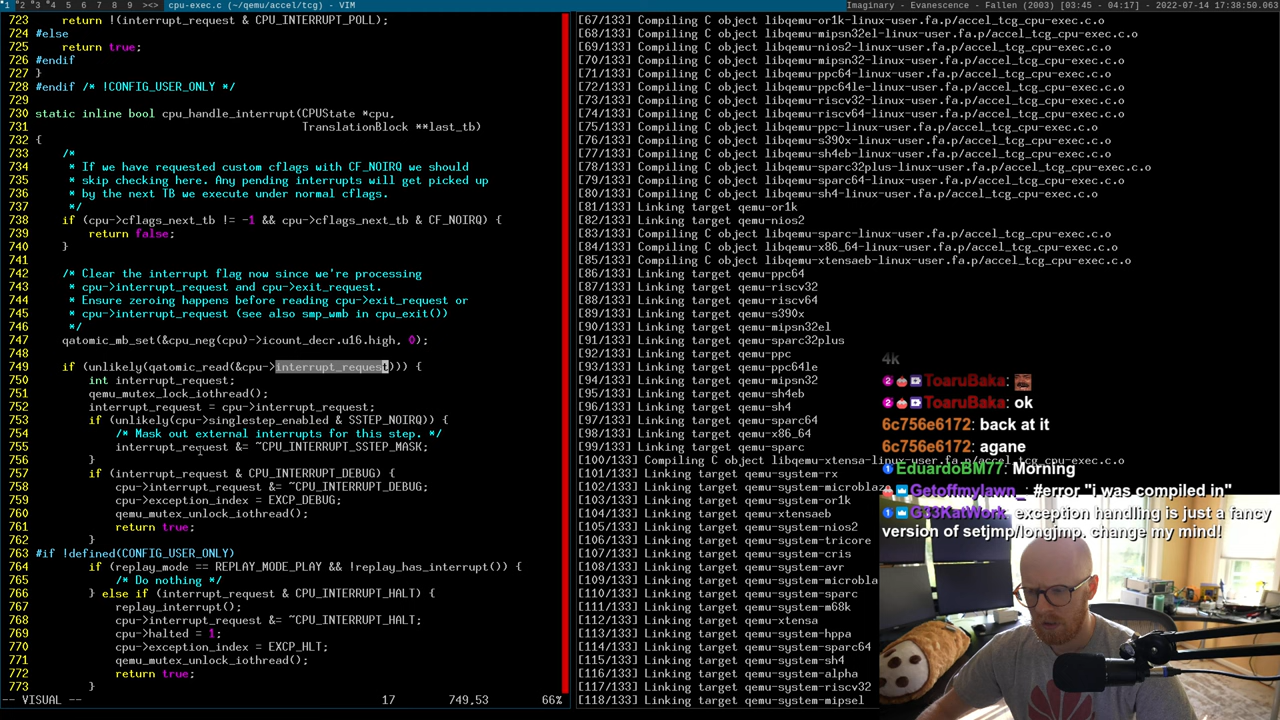 1 2 3 4 5 6 7 8 9 ><> cpu-exec.c (~/qemu/accel/tcg) - VIM
Imaginary - Evanescence - Fallen (2003) [03:45 - 04:17] - 2022-07-14 17:38:50.063
723         return !(interrupt_request & CPU_INTERRUPT_POLL);
724 #else
725     return true;
726 #endif
727 }
728 #endif /* !CONFIG_USER_ONLY */
729
730 static inline bool cpu_handle_interrupt(CPUState *cpu,
731                                         TranslationBlock **last_tb)
732 {
733     /*
734      * If we have requested custom cflags with CF_NOIRQ we should
735      * skip checking here. Any pending interrupts will get picked up
736      * by the next TB we execute under normal cflags.
737      */
738     if (cpu->cflags_next_tb != -1 && cpu->cflags_next_tb & CF_NOIRQ) {
739         return false;
740     }
741
742     /* Clear the interrupt flag now since we're processing
743      * cpu->interrupt_request and cpu->exit_request.
744      * Ensure zeroing happens before reading cpu->exit_request or
745      * cpu->interrupt_request (see also smp_wmb in cpu_exit())
746      */
747     qatomic_mb_set(&cpu_neg(cpu)->icount_decr.u16.high, 0);
748
749     if (unlikely(qatomic_read(&cpu->interrupt_request))) {
750         int interrupt_request;
751         qemu_mutex_lock_iothread();
752         interrupt_request = cpu->interrupt_request;
753         if (unlikely(cpu->singlestep_enabled & SSTEP_NOIRQ)) {
754             /* Mask out external interrupts for this step. */
755             interrupt_request &= ~CPU_INTERRUPT_SSTEP_MASK;
756         }
757         if (interrupt_request & CPU_INTERRUPT_DEBUG) {
758             cpu->interrupt_request &= ~CPU_INTERRUPT_DEBUG;
759             cpu->exception_index = EXCP_DEBUG;
760             qemu_mutex_unlock_iothread();
761             return true;
762         }
763 #if !defined(CONFIG_USER_ONLY)
764         if (replay_mode == REPLAY_MODE_PLAY && !replay_has_interrupt()) {
765             /* Do nothing */
766         } else if (interrupt_request & CPU_INTERRUPT_HALT) {
767             replay_interrupt();
768             cpu->interrupt_request &= ~CPU_INTERRUPT_HALT;
769             cpu->halted = 1;
770             cpu->exception_index = EXCP_HLT;
771             qemu_mutex_unlock_iothread();
772             return true;
773         }
-- VISUAL -- 17 749,53 66%
[67/133] Compiling C object libqemu-or1k-linux-user.fa.p/accel_tcg_cpu-exec.c.o
[68/133] Compiling C object libqemu-mipsn32el-linux-user.fa.p/accel_tcg_cpu-exec.c.o
[69/133] Compiling C object libqemu-nios2-linux-user.fa.p/accel_tcg_cpu-exec.c.o
[70/133] Compiling C object libqemu-mipsn32-linux-user.fa.p/accel_tcg_cpu-exec.c.o
[71/133] Compiling C object libqemu-ppc64-linux-user.fa.p/accel_tcg_cpu-exec.c.o
[72/133] Compiling C object libqemu-ppc64le-linux-user.fa.p/accel_tcg_cpu-exec.c.o
[73/133] Compiling C object libqemu-riscv32-linux-user.fa.p/accel_tcg_cpu-exec.c.o
[74/133] Compiling C object libqemu-riscv64-linux-user.fa.p/accel_tcg_cpu-exec.c.o
[75/133] Compiling C object libqemu-ppc-linux-user.fa.p/accel_tcg_cpu-exec.c.o
[76/133] Compiling C object libqemu-s390x-linux-user.fa.p/accel_tcg_cpu-exec.c.o
[77/133] Compiling C object libqemu-sh4eb-linux-user.fa.p/accel_tcg_cpu-exec.c.o
[78/133] Compiling C object libqemu-sparc32plus-linux-user.fa.p/accel_tcg_cpu-exec.c.o
[79/133] Compiling C object libqemu-sparc64-linux-user.fa.p/accel_tcg_cpu-exec.c.o
[80/133] Compiling C object libqemu-sh4-linux-user.fa.p/accel_tcg_cpu-exec.c.o
[81/133] Linking target qemu-or1k
[82/133] Linking target qemu-nios2
[83/133] Compiling C object libqemu-sparc-linux-user.fa.p/accel_tcg_cpu-exec.c.o
[84/133] Compiling C object libqemu-x86_64-linux-user.fa.p/accel_tcg_cpu-exec.c.o
[85/133] Compiling C object libqemu-xtensaeb-linux-user.fa.p/accel_tcg_cpu-exec.c.o
[86/133] Linking target qemu-ppc64
[87/133] Linking target qemu-riscv32
[88/133] Linking target qemu-riscv64
[89/133] Linking target qemu-s390x
[90/133] Linking target qemu-mipsn32el
[91/133] Linking target qemu-sparc32plus
[92/133] Linking target qemu-ppc
[93/133] Linking target qemu-ppc64le
[94/133] Linking target qemu-mipsn32
[95/133] Linking target qemu-sh4eb
[96/133] Linking target qemu-sh4
[97/133] Linking target qemu-sparc64
[98/133] Linking target qemu-x86_64
[99/133] Linking target qemu-sparc
[100/133] Compiling C object libqemu-xtensa-linux-user.fa.p/accel_tcg_cpu-exec.c.o
[101/133] Linking target qemu-system-rx
[102/133] Linking target qemu-system-microblaz
[103/133] Linking target qemu-system-or1k
[104/133] Linking target qemu-xtensaeb
[105/133] Linking target qemu-system-nios2
[106/133] Linking target qemu-system-tricore
[107/133] Linking target qemu-system-cris
[108/133] Linking target qemu-system-avr
[109/133] Linking target qemu-system-microbla
[110/133] Linking target qemu-system-sparc
[111/133] Linking target qemu-system-m68k
[112/133] Linking target qemu-xtensa
[113/133] Linking target qemu-system-hppa
[114/133] Linking target qemu-system-sparc64
[115/133] Linking target qemu-system-sh4
[116/133] Linking target qemu-system-alpha
[117/133] Linking target qemu-system-riscv32
[118/133] Linking target qemu-system-mipsel
4k
ToaruBaka:
ToaruBaka: ok
6c756e6172: back at it
6c756e6172: agane
EduardoBM77: Morning
Getoffmylawn_: #error "i was compiled in"
G33KatWork: exception handling is just a fancy
version of setjmp/longjmp. change my mind!